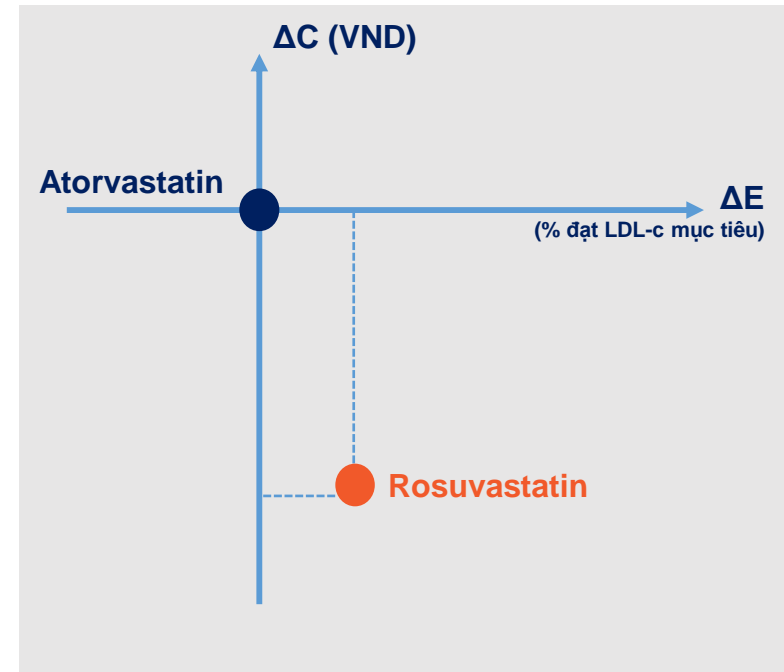 ΔC (VND)
Atorvastatin
ΔE
(% đạt LDL-c mục tiêu)
Rosuvastatin